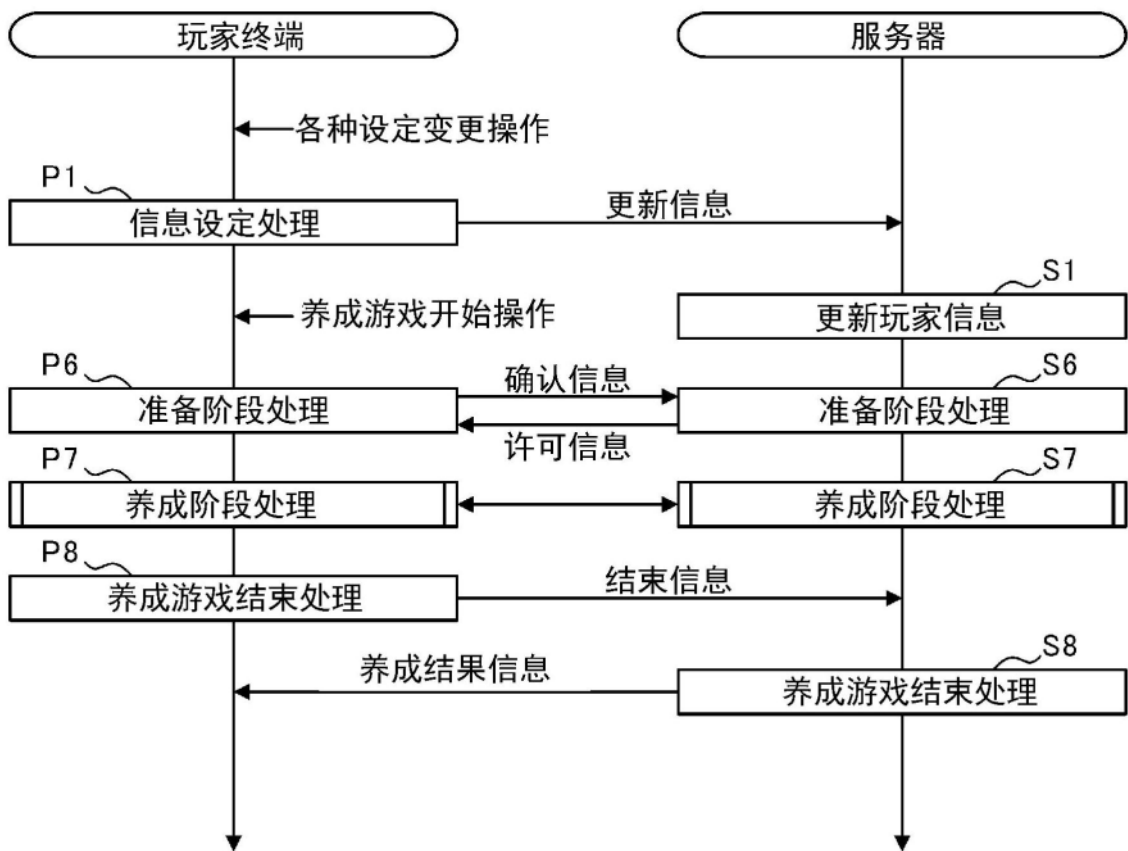 玩家终端
服务器
各种设定变更操作
P1
信息设定处理
更新信息
S1
养成游戏开始操作
更新玩家信息
P6
确认信息
S6
准备阶段处理
准备阶段处理
许可信息
P7
S7
养成阶段处理
养成阶段处理
P8
养成游戏结束处理
结束信息
S8
养成结果信息
养成游戏结束处理